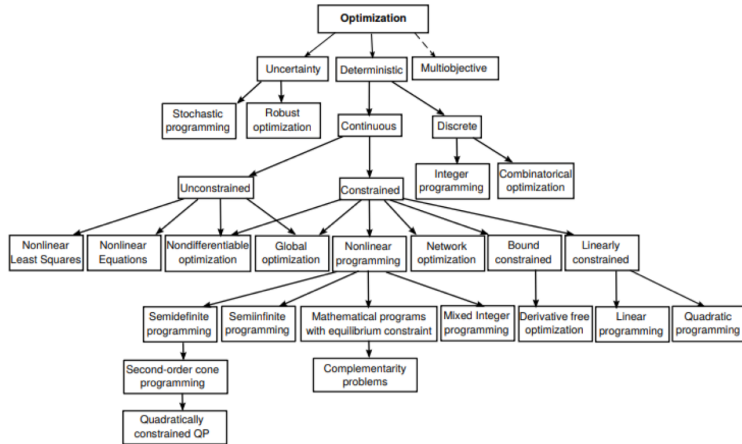 Optimization
Uncertainty
Deterministic
Multiobjective
Stochastic
programming
Robust
optimization
Continuous
Discrete
Integer
programming
Combinatorical
optimization
Unconstrained
Constrained
Nonlinear
Least Squares
Nonlinear
Equations
Nondifferentiable
optimization
Global
optimization
Nonlinear
programming
Network
optimization
Bound
constrained
Linearly
constrained
Semidefinite
programming
Semiinfinite
programming
Mathematical programs
with equilibrium constraint
Mixed Integer
programming
Derivative free
optimization
Linear
programming
Quadratic
programming
Second-order cone
programming
Complementarity
problems
Quadratically
constrained QP